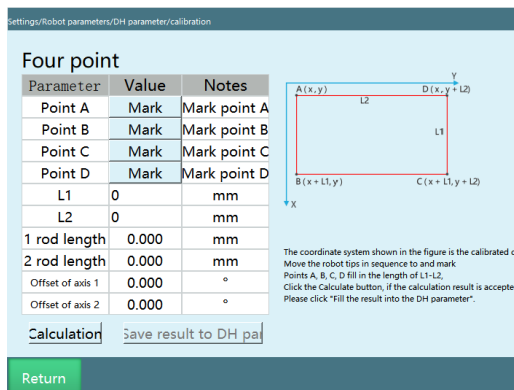 Settings/Robot parameters/DH parameter/calibration
Four point
Parameter Value Notes
Point A Mark Mark point A
Point B Mark Mark point B
Point C Mark Mark point C
Point D Mark Mark point D
L1 0 mm
L2 0 mm
1 rod length 0.000 mm
2 rod length 0.000 mm
Offset of axis 1 0.000 °
Offset of axis 2 0.000 °
Calculation Save result to DH par
Y
A(x,y) D(x,y+L2)
L2
L1
B(x+L1,y) C(x+L1,y+L2)
X
The coordinate system shown in the figure is the calibrated
Move the robot tips in sequence to and mark
Points A, B, C, D fill in the length of L1-L2,
Click the Calculate button, if the calculation result is accepte
Please click "Fill the result into the DH parameter".
Return